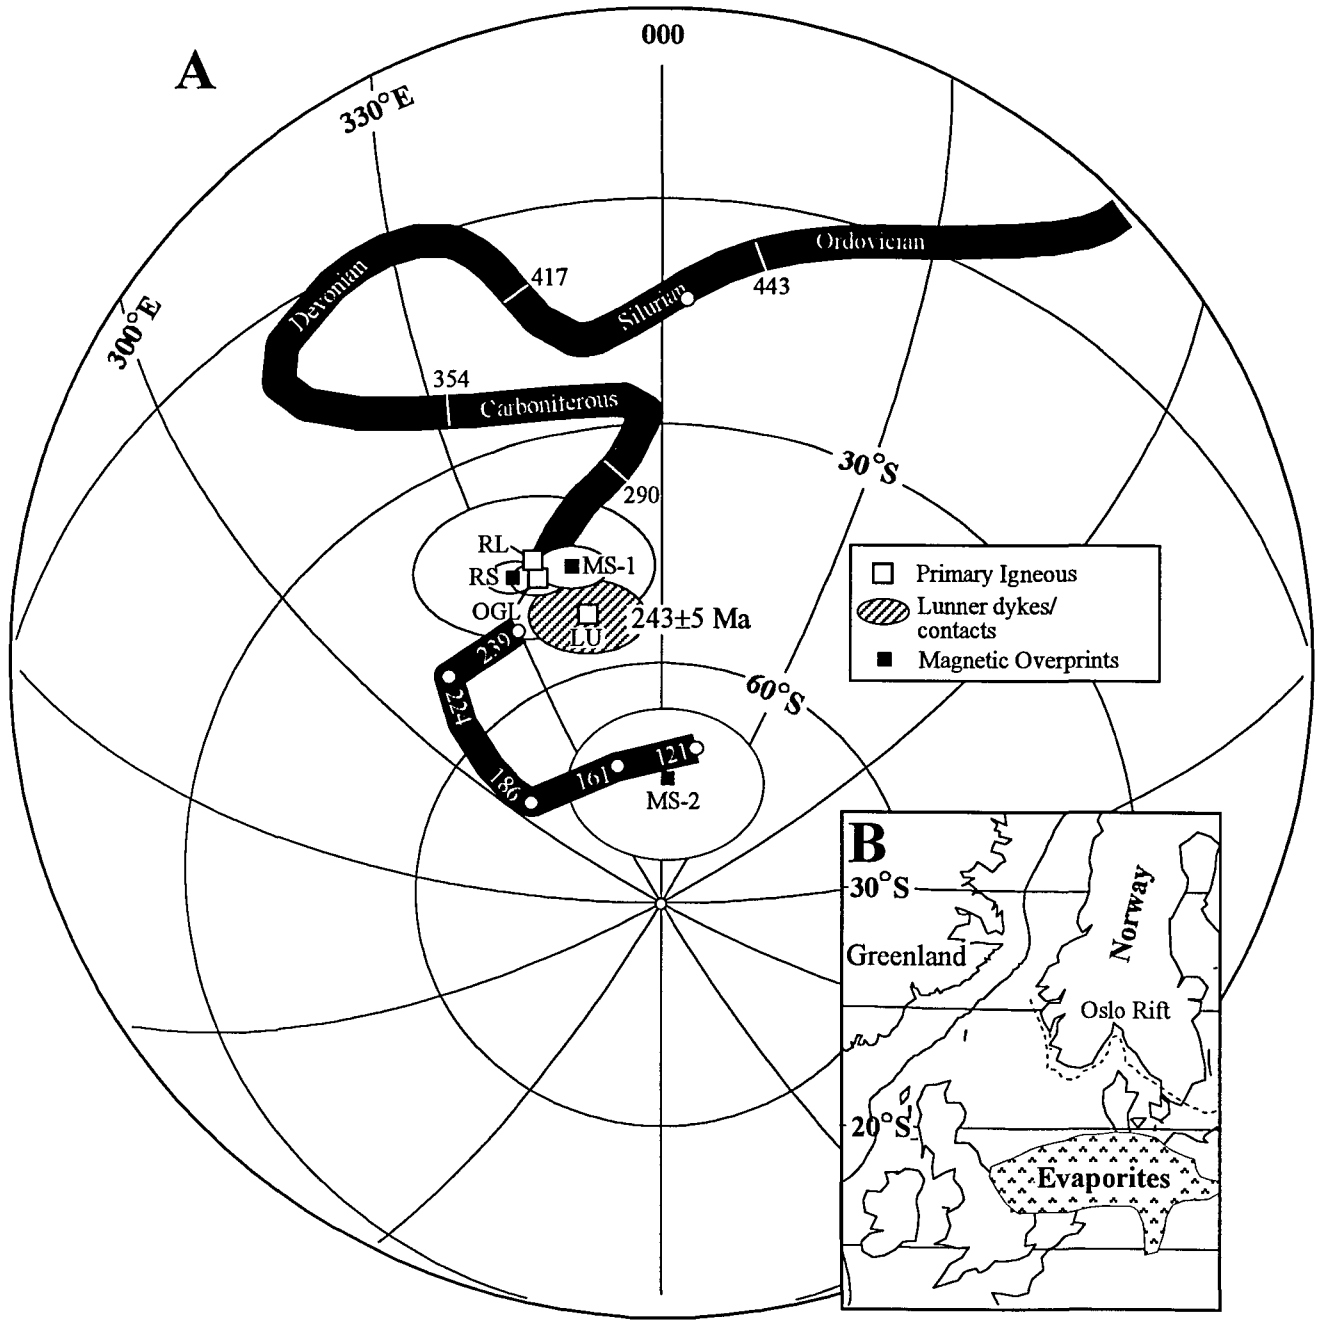 A
000
330°E
300°E
Ordovician
443
Silurian
417
Devonian
354
Carboniferous
290
30°S
RL
MS-1
RS
OGL
243±5 Ma
LU
239
224
186
161
121
MS-2
60°S
Primary Igneous
Lunner dykes/
contacts
Magnetic Overprints
B
30°S
Norway
Greenland
Oslo Rift
20°S
Evaporites